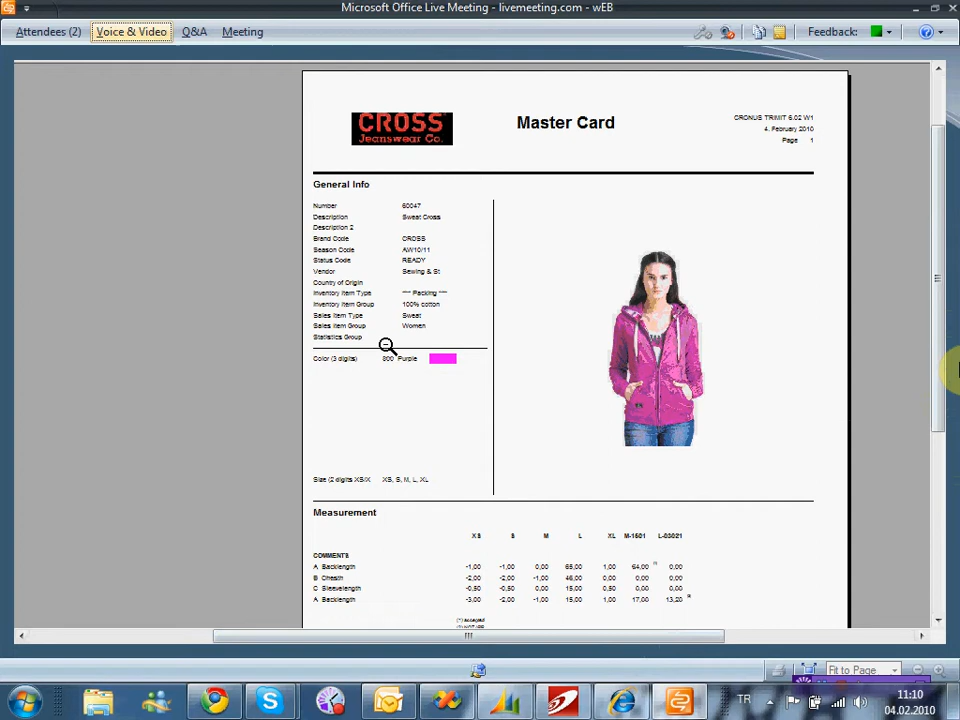 Microsoft Office Live Meeting - livemeeting.com - wEB
Attendees (2) Voice & Video Q&A Meeting Feedback:
CROSS
Jeanswear Co.
Master Card
CRONUS TRIMIT 6.02 W1
4. February 2010
Page 1
General Info
Number 60047
Description Sweat Cross
Description 2
Brand Code CROSS
Season Code AW10/11
Status Code READY
Vendor Sewing & St
Country of Origin
Inventory Item Type *** Packing ***
Inventory Item Group 100% cotton
Sales Item Type Sweat
Sales Item Group Women
Statistics Group
Color (3 digits) 800 Purple
Size (2 digits XS/X XS, S, M, L, XL
Measurement
XS S M L XL M-1501 L-03021
COMMENTS
A Backlength -1,00 -1,00 0,00 65,00 1,00 64,00 0,00
B Chest -2,00 -2,00 -1,00 46,00 0,00 0,00 0,00
C Sleevelength -0,50 -0,50 0,00 15,00 0,50 0,00 0,00
A Backlength -3,00 -2,00 -1,00 15,00 1,00 17,00 13,20
(*) accepted
Fit to Page
TR
11:10
04.02.2010